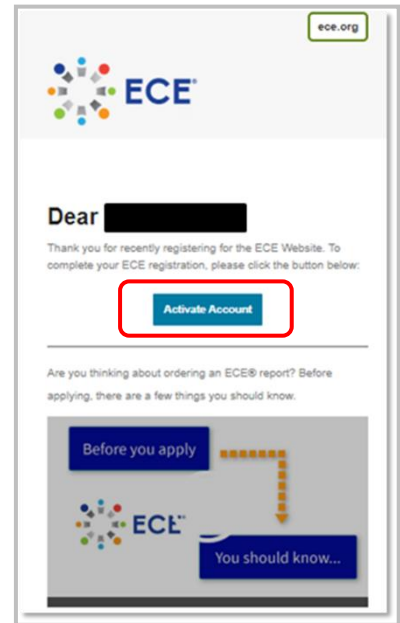 ece.org
ECE®
Dear
Thank you for recently registering for the ECE Website. To
complete your ECE registration, please click the button below:
Activate Account
Are you thinking about ordering an ECE® report? Before
applying, there are a few things you should know.
Before you apply
ECE
You should know...